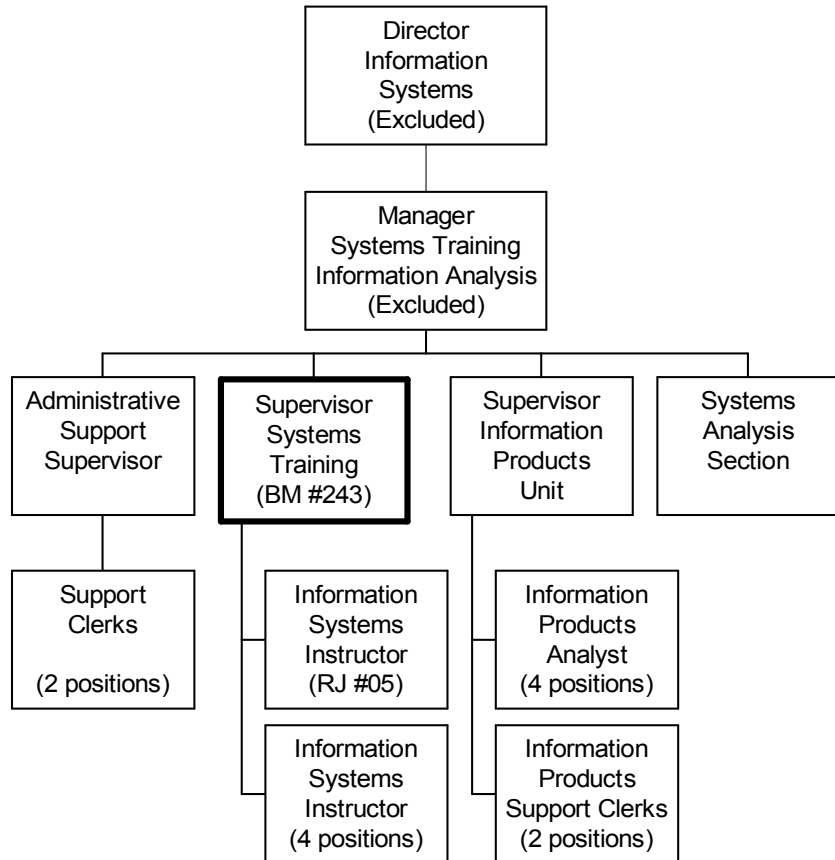 Director
Information
Systems
(Excluded)
Manager
Systems Training
Information Analysis
(Excluded)
Administrative
Support
Supervisor
Supervisor
Systems
Training
(BM #243)
Supervisor
Information
Products
Unit
Systems
Analysis
Section
Support
Clerks
(2 positions)
Information
Systems
Instructor
(RJ #05)
Information
Products
Analyst
(4 positions)
Information
Systems
Instructor
(4 positions)
Information
Products
Support Clerks
(2 positions)